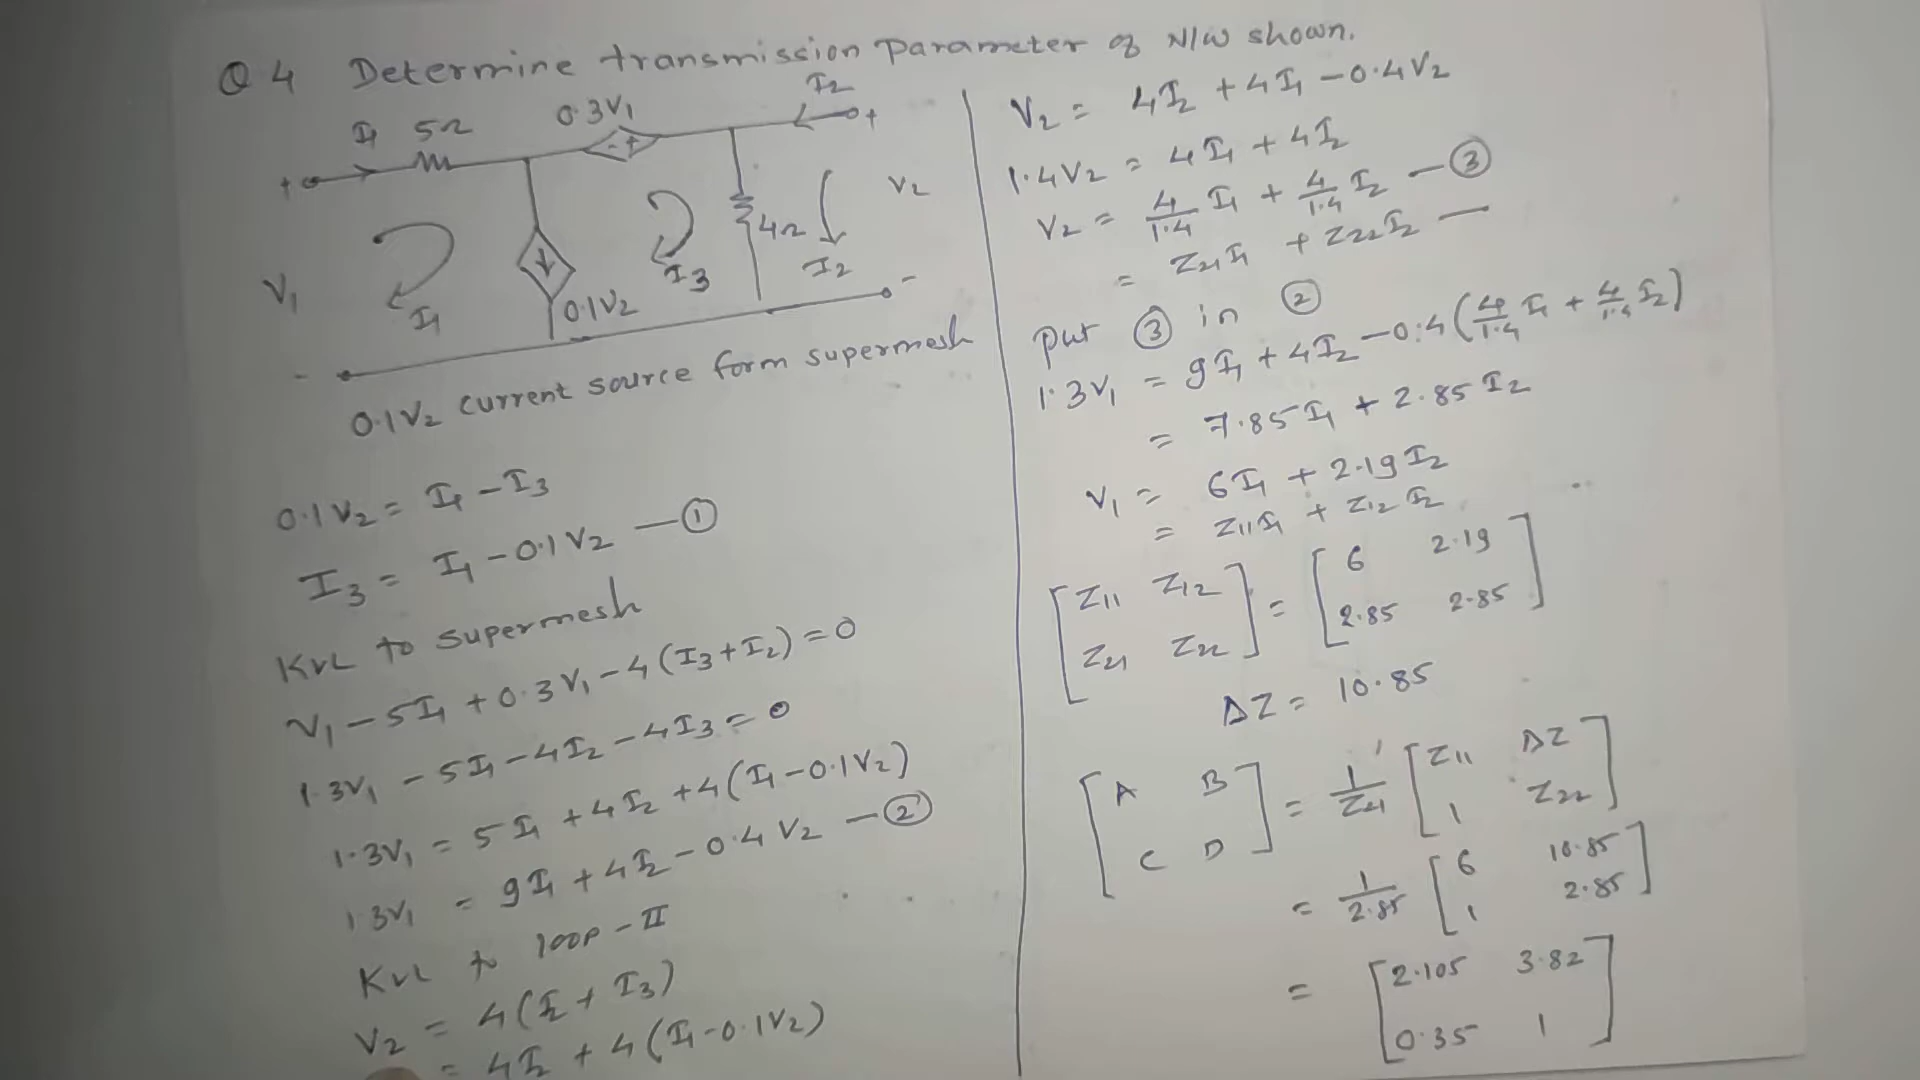 Q4 Determine transmission parameter of N/W shown.
I1 5Ω 0.3V1 I2
+ - + +
V1 I1 0.1V2 I3 4Ω I2 V2
- -
0.1V2 current source form supermesh
0.1V2 = I1 - I3
I3 = I1 - 0.1V2 — ①
KVL to supermesh
V1 - 5I1 + 0.3V1 - 4(I3+I2) = 0
1.3V1 - 5I1 - 4I2 - 4I3 = 0
1.3V1 = 5I1 + 4I2 + 4(I1 - 0.1V2)
1.3V1 = 9I1 + 4I2 - 0.4V2 — ②
KVL to loop-II
V2 = 4(I2 + I3)
= 4I2 + 4(I1 - 0.1V2)
V2 = 4I2 + 4I1 - 0.4V2
1.4V2 = 4I1 + 4I2
V2 = 4/1.4 I1 + 4/1.4 I2 — ③
= Z21I1 + Z22I2 —
put ③ in ②
1.3V1 = 9I1 + 4I2 - 0.4(4/1.4 I1 + 4/1.4 I2)
= 7.85I1 + 2.85I2
V1 = 6I1 + 2.19I2
= Z11I1 + Z12I2
[Z11 Z12] = [6 2.19]
[Z21 Z22] [2.85 2.85]
ΔZ = 10.85
[A B] = 1/Z21 [Z11 ΔZ]
[C D] [1 Z22]
= 1/2.85 [6 10.85]
[1 2.85]
= [2.105 3.82]
[0.35 1]